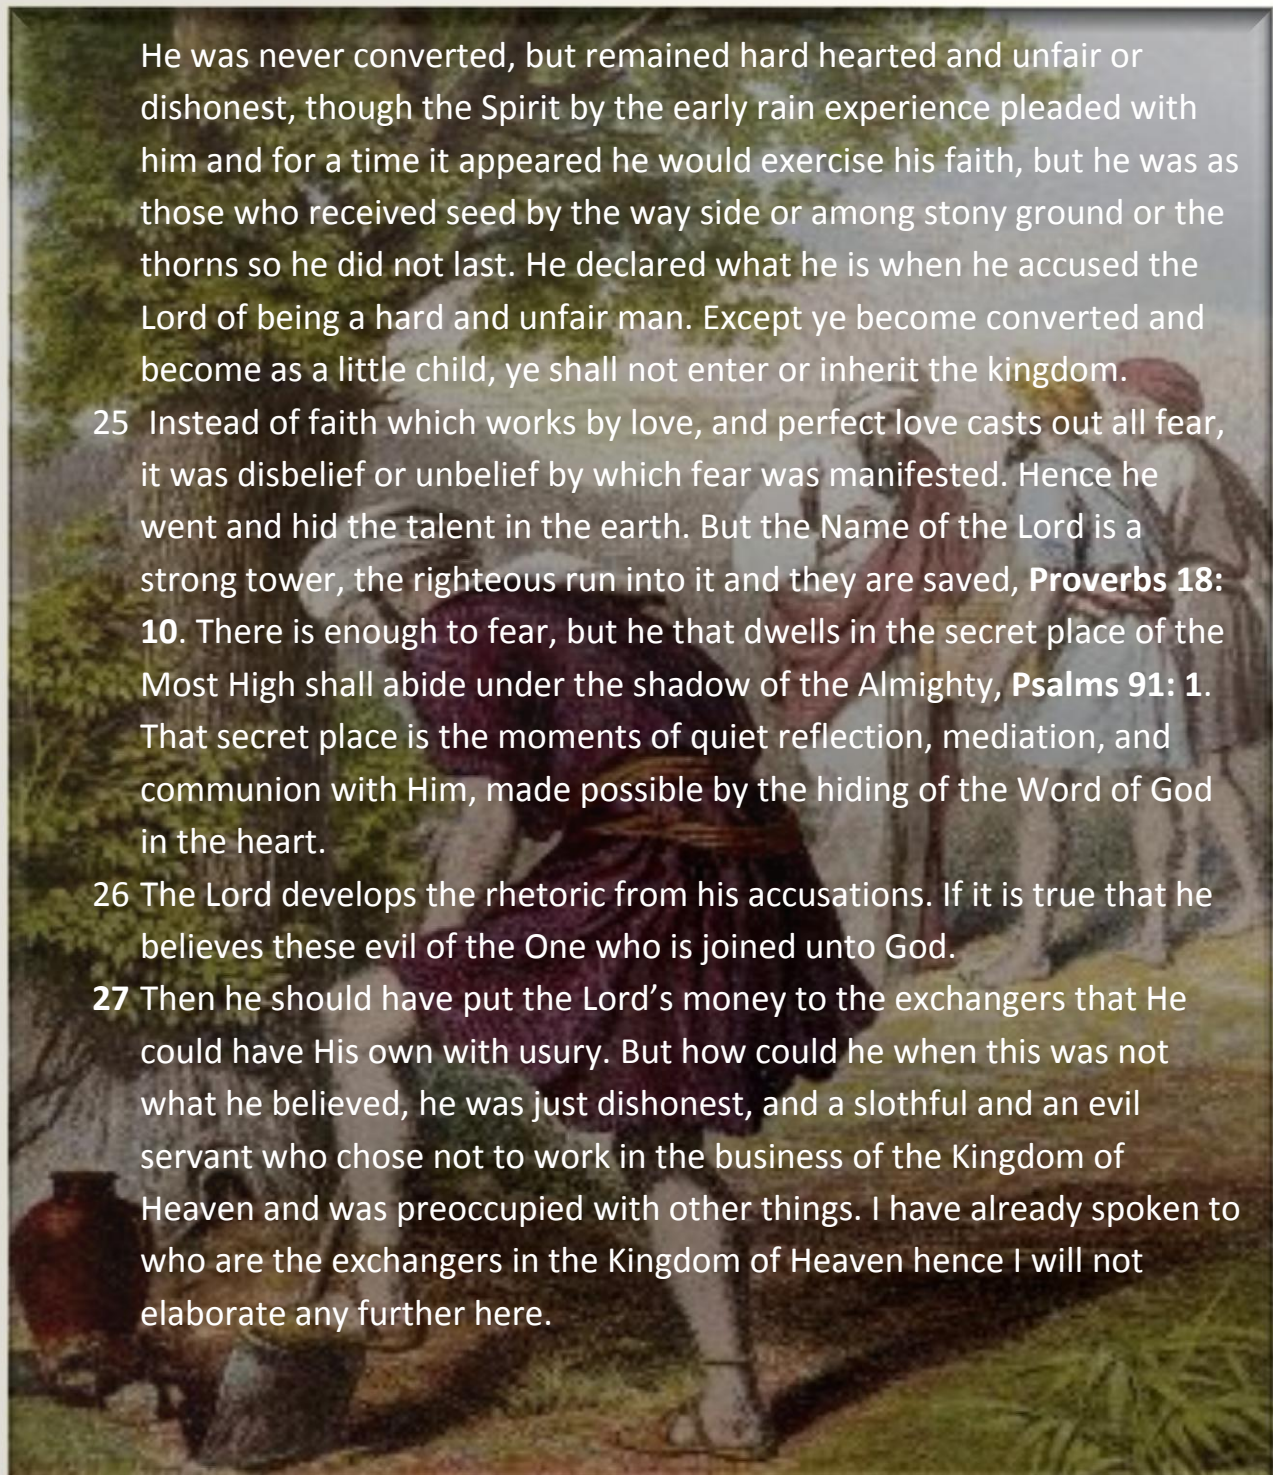 He was never converted, but remained hard hearted and unfair or
dishonest, though the Spirit by the early rain experience pleaded with
him and for a time it appeared he would exercise his faith, but he was as
those who received seed by the way side or among stony ground or the
thorns so he did not last. He declared what he is when he accused the
Lord of being a hard and unfair man. Except ye become converted and
become as a little child, ye shall not enter or inherit the kingdom.
25 Instead of faith which works by love, and perfect love casts out all fear,
it was disbelief or unbelief by which fear was manifested. Hence he
went and hid the talent in the earth. But the Name of the Lord is a
strong tower, the righteous run into it and they are saved, Proverbs 18:
10. There is enough to fear, but he that dwells in the secret place of the
Most High shall abide under the shadow of the Almighty, Psalms 91: 1.
That secret place is the moments of quiet reflection, mediation, and
communion with Him, made possible by the hiding of the Word of God
in the heart.
26 The Lord develops the rhetoric from his accusations. If it is true that he
believes these evil of the One who is joined unto God.
27 Then he should have put the Lord’s money to the exchangers that He
could have His own with usury. But how could he when this was not
what he believed, he was just dishonest, and a slothful and an evil
servant who chose not to work in the business of the Kingdom of
Heaven and was preoccupied with other things. I have already spoken to
who are the exchangers in the Kingdom of Heaven hence I will not
elaborate any further here.